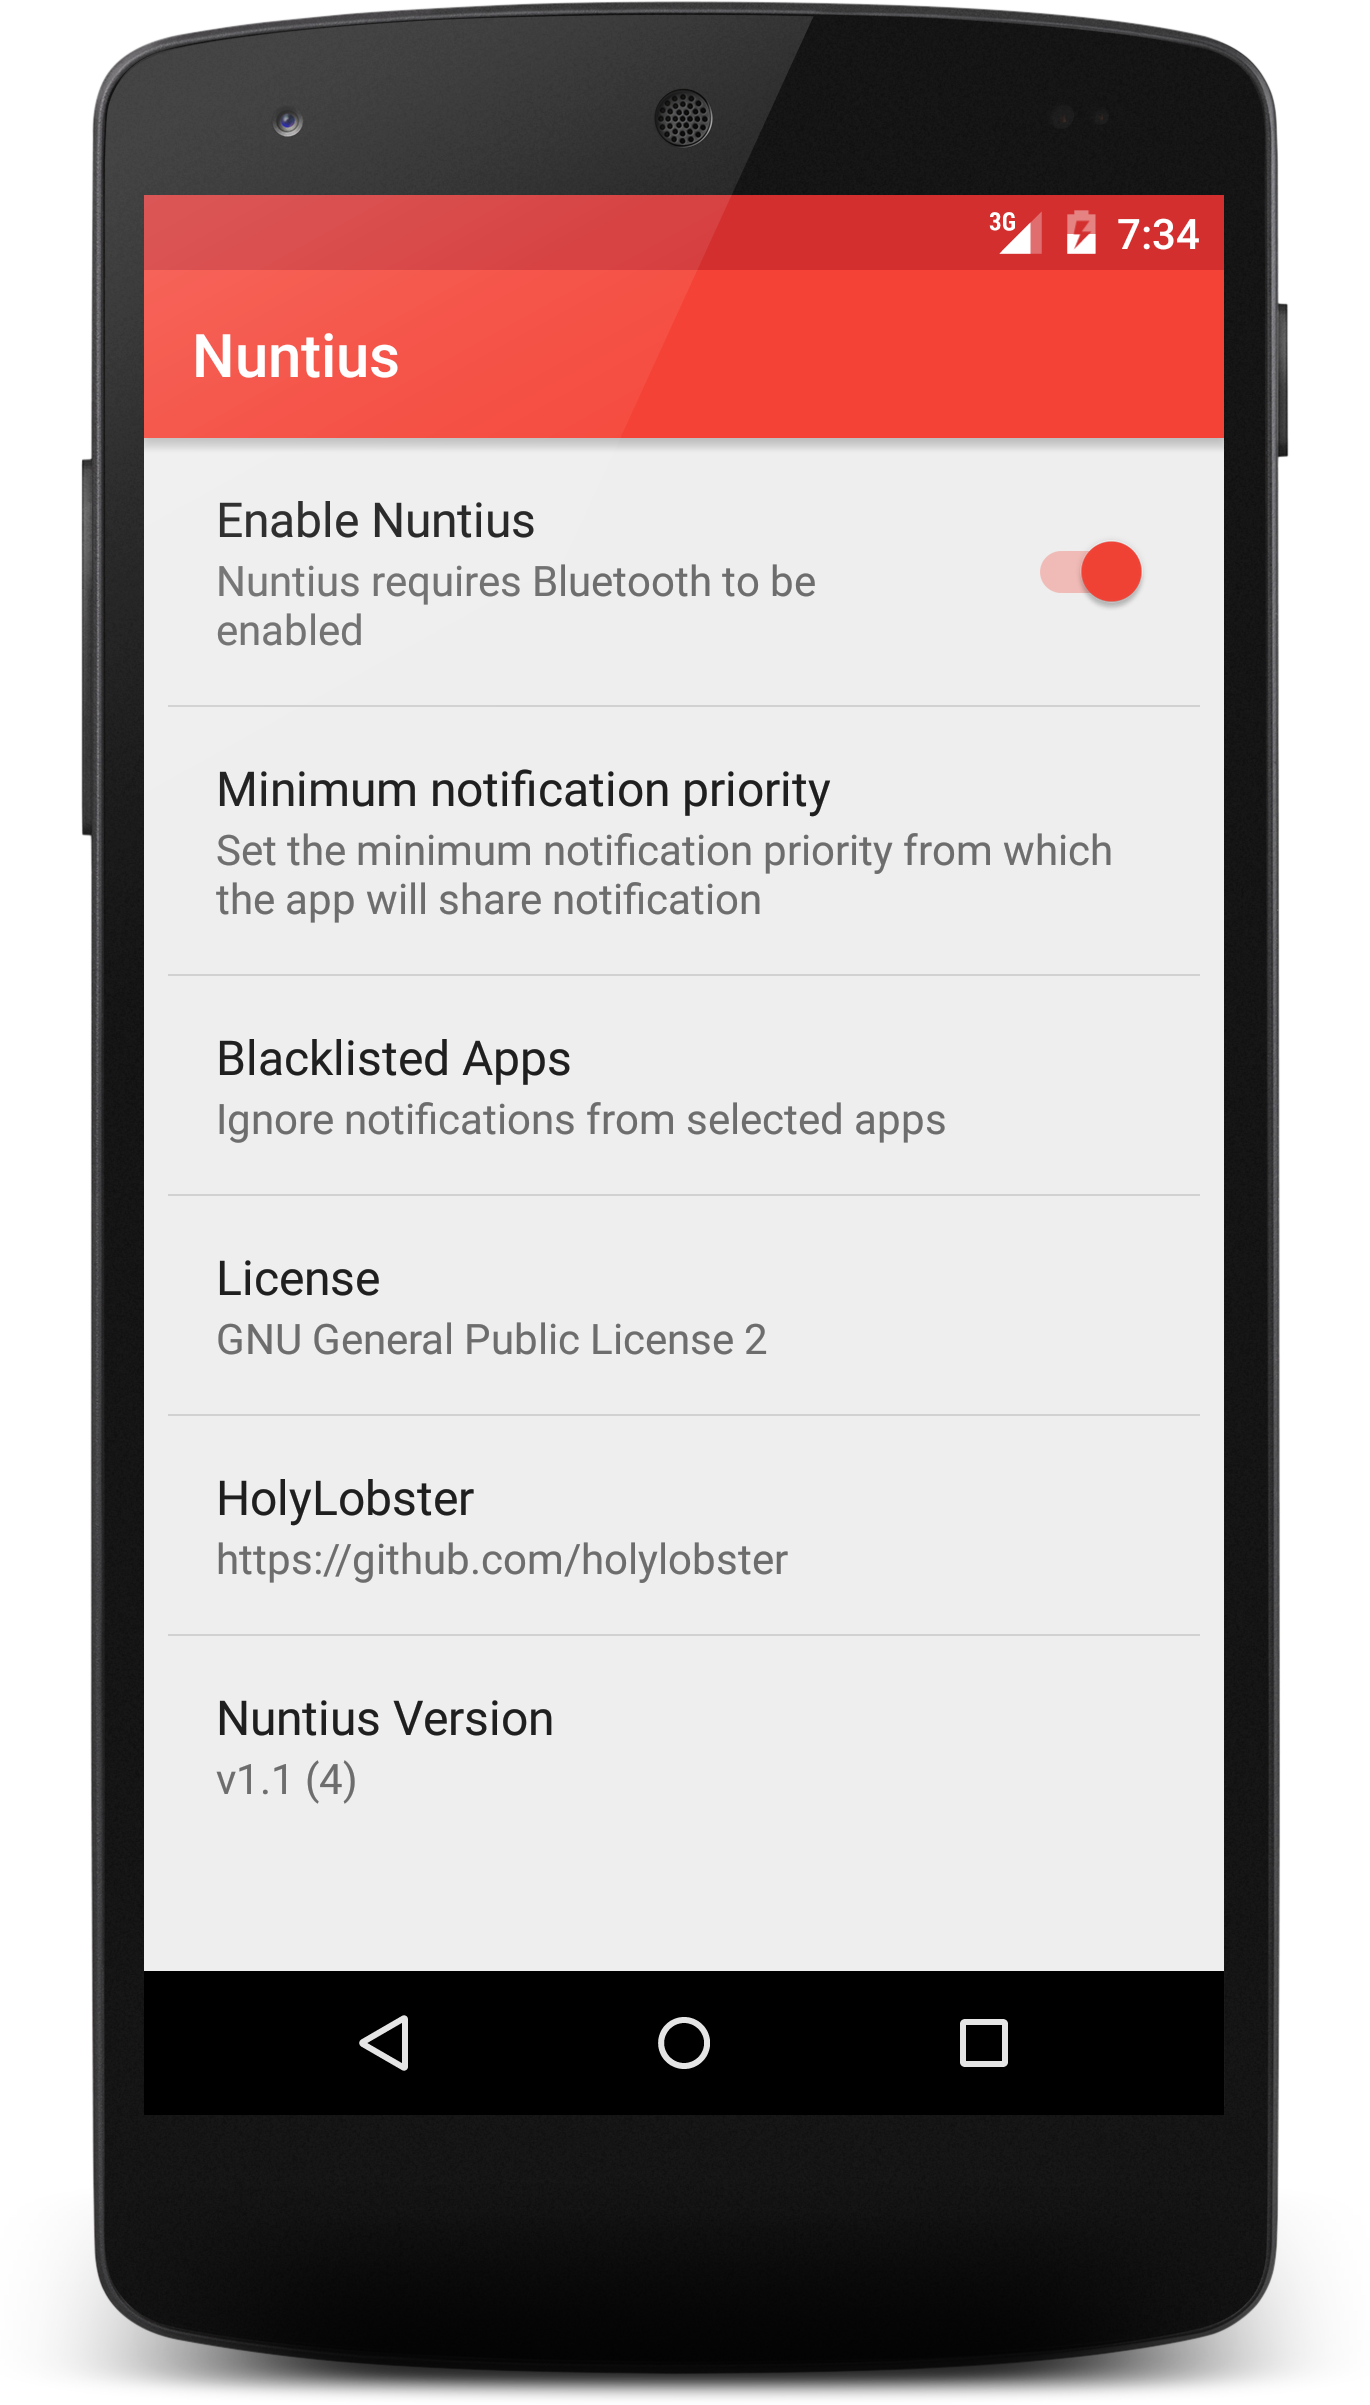 3G 7:34
Nuntius
Enable Nuntius
Nuntius requires Bluetooth to be
enabled
Minimum notification priority
Set the minimum notification priority from which
the app will share notification
Blacklisted Apps
Ignore notifications from selected apps
License
GNU General Public License 2
HolyLobster
https://github.com/holylobster
Nuntius Version
v1.1 (4)